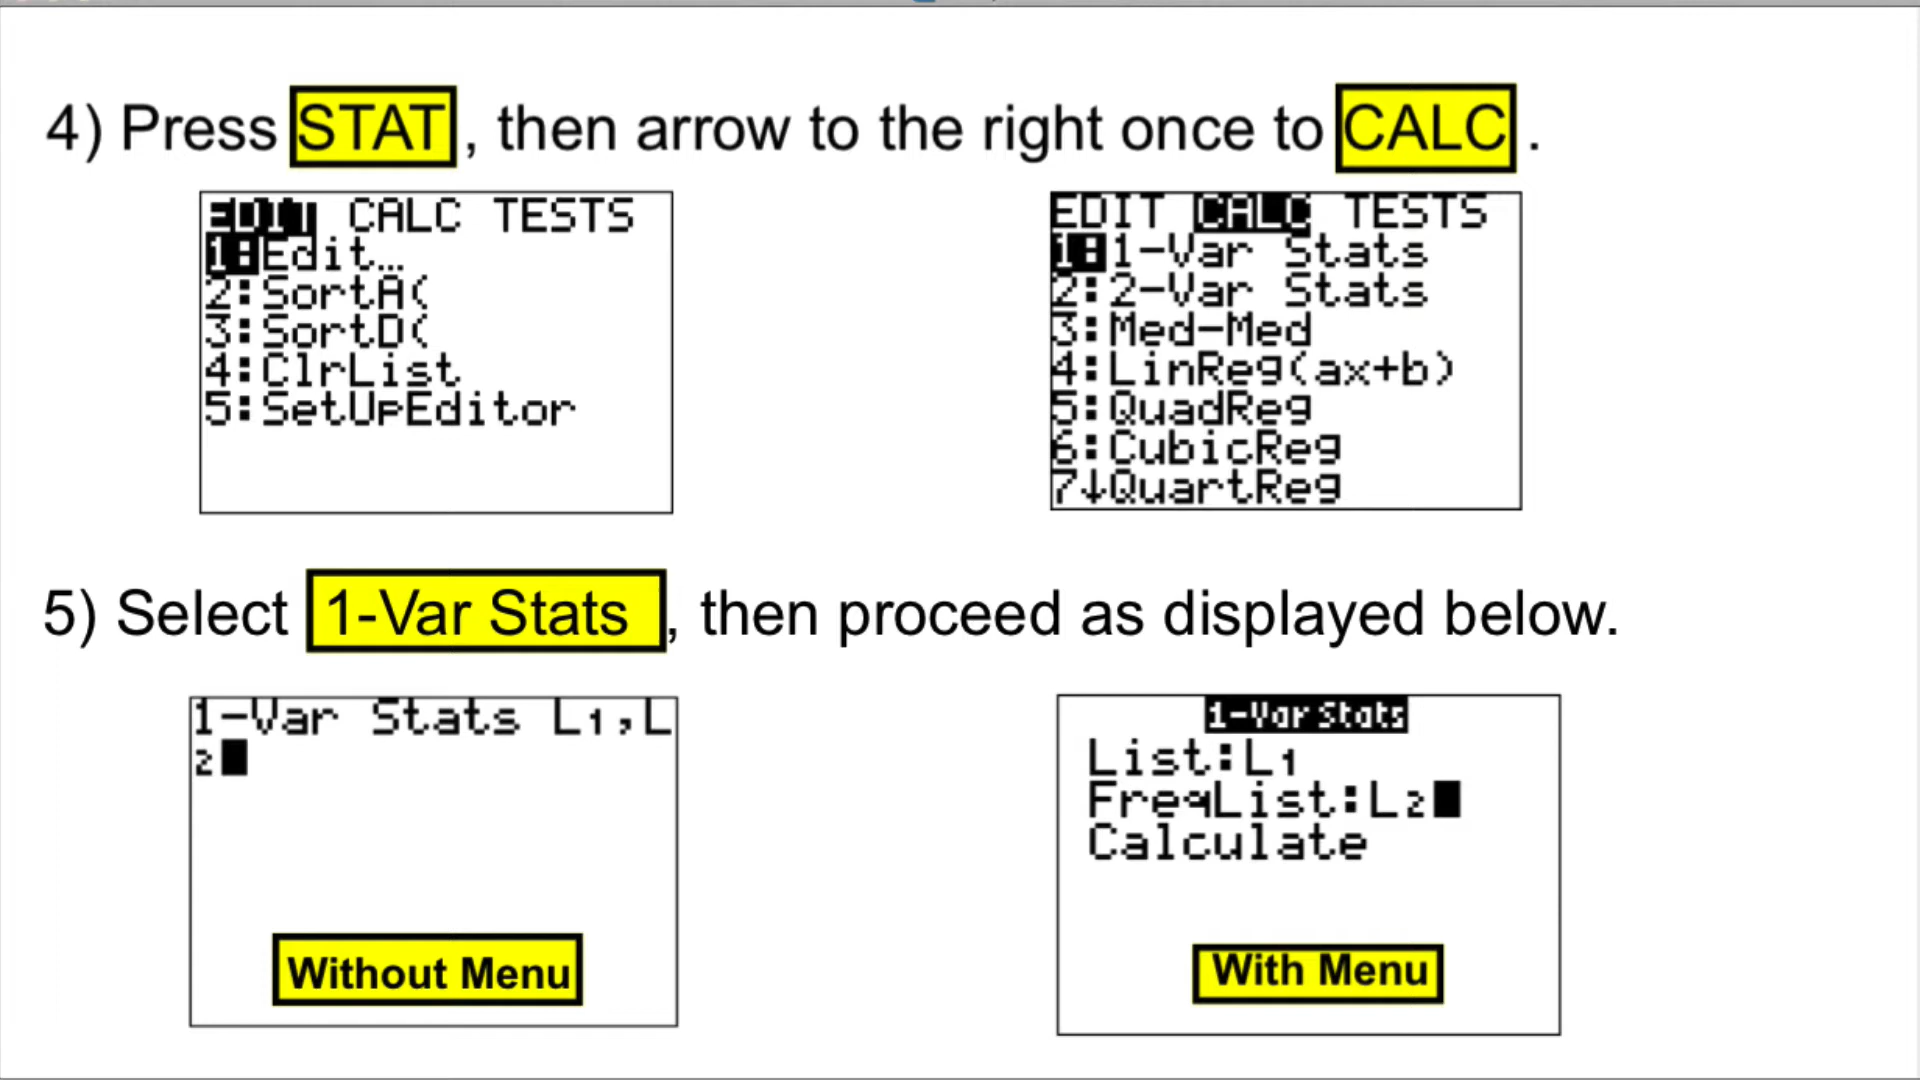 4) Press STAT, then arrow to the right once to CALC.
EDIT CALC TESTS
1:Edit…
2:SortA(
3:SortD(
4:ClrList
5:SetUpEditor
EDIT CALC TESTS
1:1-Var Stats
2:2-Var Stats
3:Med-Med
4:LinReg(ax+b)
5:QuadReg
6:CubicReg
7↓QuartReg
5) Select 1-Var Stats, then proceed as displayed below.
1-Var Stats L₁,L
₂
Without Menu
1-Var Stats
List:L₁
FreqList:L₂
Calculate
With Menu